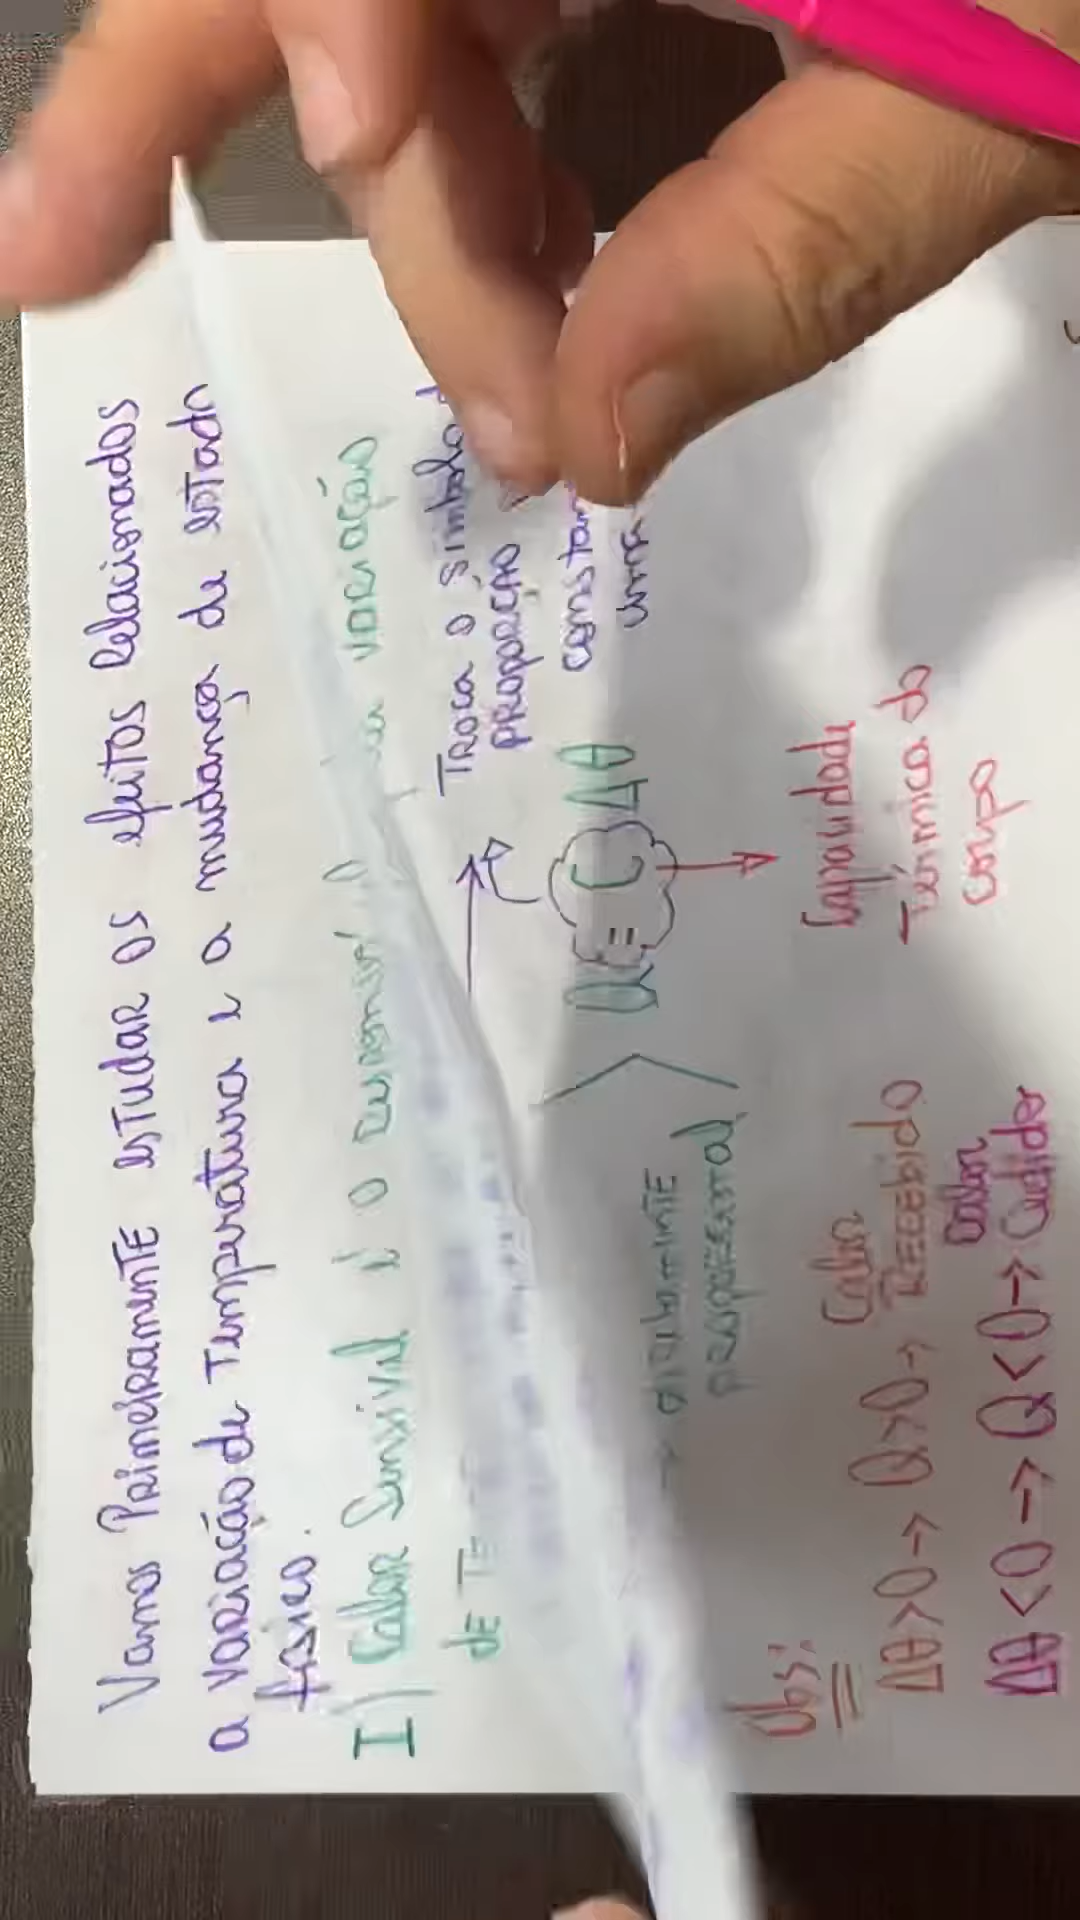 Vamos Primeiramente estudar os efeitos relacionados
a variação de Temperatura e a mudança de estado
físico.
I) Calor Sensível é o
variação
de
Troca o símbolo
proporção
constan
uma
Q = C Δθ
→ diretamente
proporcional
Capacidade
Térmica do
corpo
Obs:
Δθ>0→ Q>0→ Calor Recebido
Δθ<0→ Q<0→ Calor Cedido